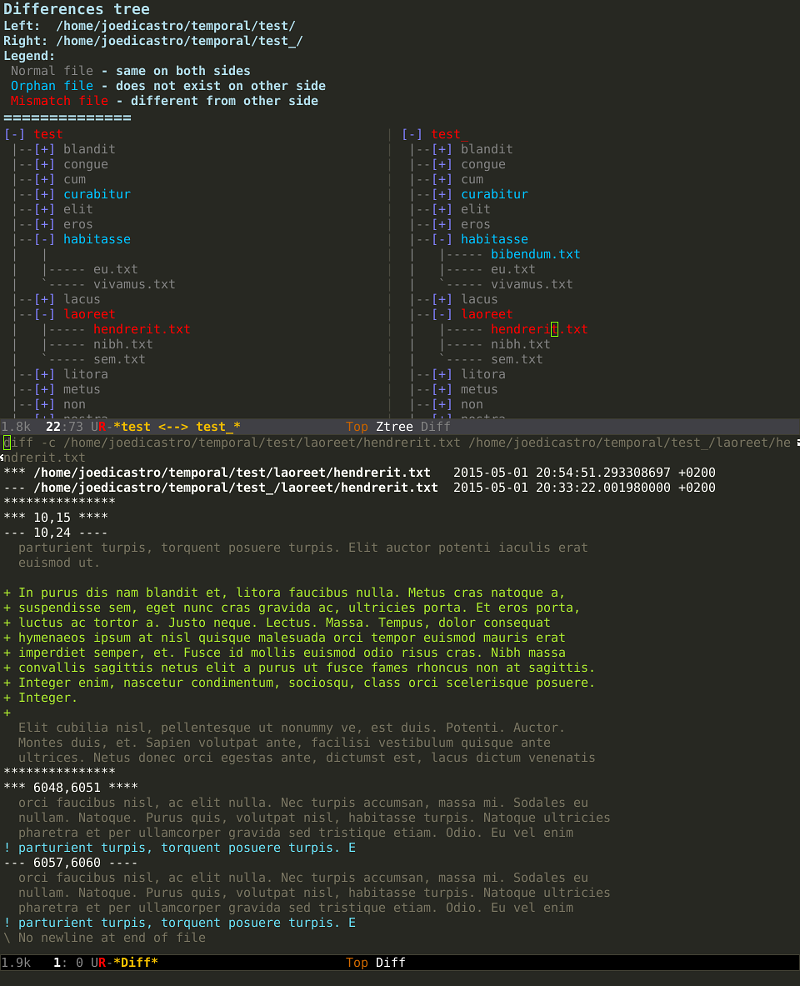 Differences tree
Left:  /home/joedicastro/temporal/test/
Right: /home/joedicastro/temporal/test_/
Legend:
 Normal file - same on both sides
 Orphan file - does not exist on other side
 Mismatch file - different from other side
=================
[-] test | [-] test_
 |--[+] blandit | |--[+] blandit
 |--[+] congue | |--[+] congue
 |--[+] cum | |--[+] cum
 |--[+] curabitur | |--[+] curabitur
 |--[+] elit | |--[+] elit
 |--[+] eros | |--[+] eros
 |--[-] habitasse | |--[-] habitasse
 |   | | |   |----- bibendum.txt
 |   |----- eu.txt | |   |----- eu.txt
 |   `----- vivamus.txt | |   `----- vivamus.txt
 |--[+] lacus | |--[+] lacus
 |--[-] laoreet | |--[-] laoreet
 |   |----- hendrerit.txt | |   |----- hendrerit.txt
 |   |----- nibh.txt | |   |----- nibh.txt
 |   `----- sem.txt | |   `----- sem.txt
 |--[+] litora | |--[+] litora
 |--[+] metus | |--[+] metus
 |--[+] non | |--[+] non
 |--[+] nostra | |--[+] nostra
1.8k  22:73 UR-*test <--> test_*  Top Ztree Diff
diff -c /home/joedicastro/temporal/test/laoreet/hendrerit.txt /home/joedicastro/temporal/test_/laoreet/he
ndrerit.txt
*** /home/joedicastro/temporal/test/laoreet/hendrerit.txt   2015-05-01 20:54:51.293308697 +0200
--- /home/joedicastro/temporal/test_/laoreet/hendrerit.txt  2015-05-01 20:33:22.001980000 +0200
***************
*** 10,15 ****
--- 10,24 ----
  parturient turpis, torquent posuere turpis. Elit auctor potenti iaculis erat
  euismod ut.
+ In purus dis nam blandit et, litora faucibus nulla. Metus cras natoque a,
+ suspendisse sem, eget nunc cras gravida ac, ultricies porta. Et eros porta,
+ luctus ac tortor a. Justo neque. Lectus. Massa. Tempus, dolor consequat
+ hymenaeos ipsum at nisl quisque malesuada orci tempor euismod mauris erat
+ imperdiet semper, et. Fusce id mollis euismod odio risus cras. Nibh massa
+ convallis sagittis netus elit a purus ut fusce fames rhoncus non at sagittis.
+ Integer enim, nascetur condimentum, sociosqu, class orci scelerisque posuere.
+ Integer.
+
  Elit cubilia nisl, pellentesque ut nonummy ve, est duis. Potenti. Auctor.
  Montes duis, et. Sapien volutpat ante, facilisi vestibulum quisque ante
  ultrices. Netus donec orci egestas ante, dictumst est, lacus dictum venenatis
***************
*** 6048,6051 ****
  orci faucibus nisl, ac elit nulla. Nec turpis accumsan, massa mi. Sodales eu
  nullam. Natoque. Purus quis, volutpat nisl, habitasse turpis. Natoque ultricies
  pharetra et per ullamcorper gravida sed tristique etiam. Odio. Eu vel enim
! parturient turpis, torquent posuere turpis. E
--- 6057,6060 ----
  orci faucibus nisl, ac elit nulla. Nec turpis accumsan, massa mi. Sodales eu
  nullam. Natoque. Purus quis, volutpat nisl, habitasse turpis. Natoque ultricies
  pharetra et per ullamcorper gravida sed tristique etiam. Odio. Eu vel enim
! parturient turpis, torquent posuere turpis. E
\ No newline at end of file
1.9k   1: 0 UR-*Diff*  Top Diff